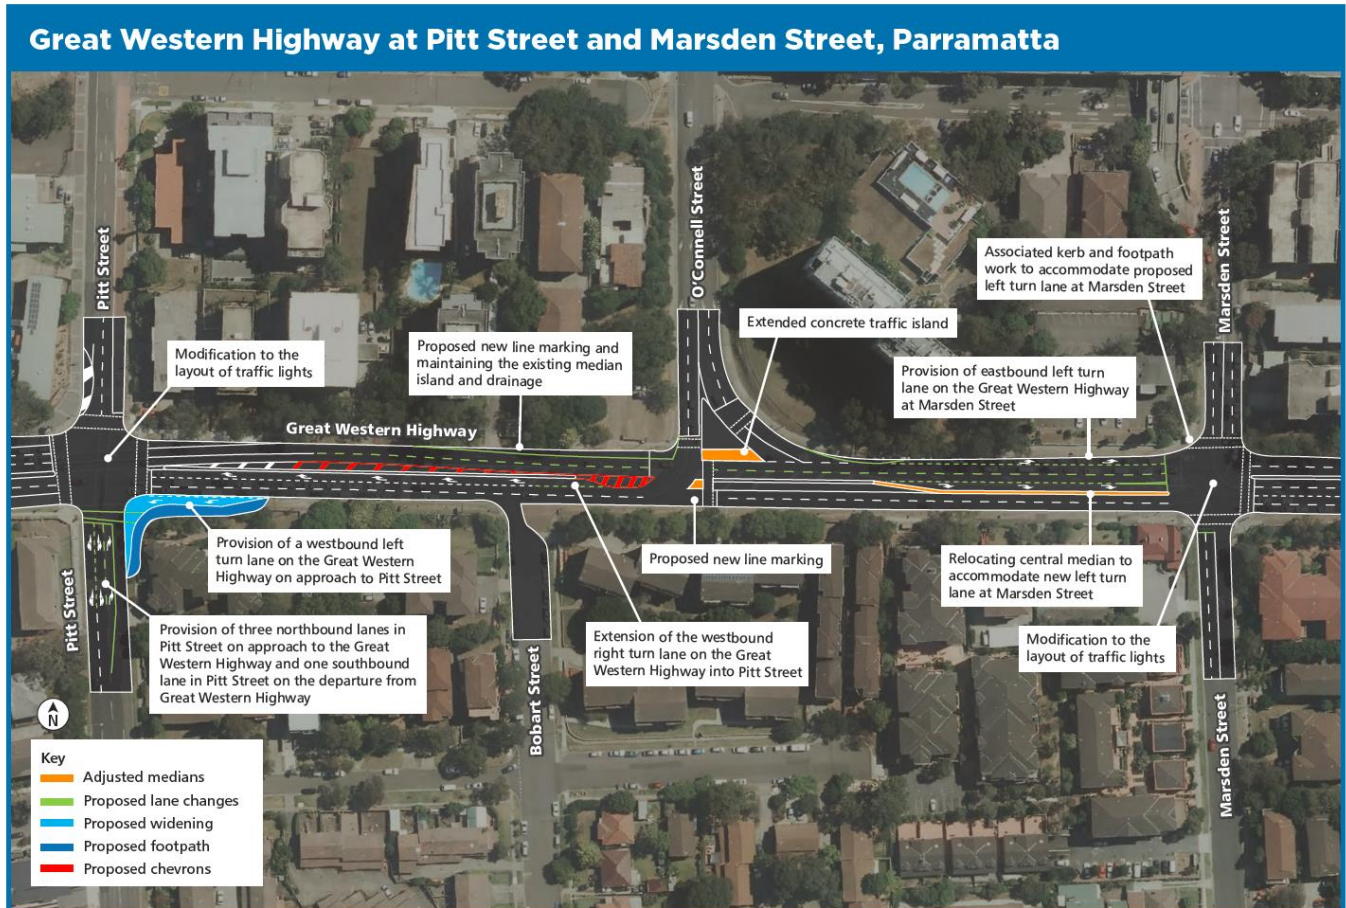 Great Western Highway at Pitt Street and Marsden Street, Parramatta
Pitt Street
O'Connell Street
Marsden Street
Associated kerb and footpath
work to accommodate proposed
left turn lane at Marsden Street
Extended concrete traffic island
Modification to the
layout of traffic lights
Proposed new line marking and
maintaining the existing median
island and drainage
Provision of eastbound left turn
lane on the Great Western Highway
at Marsden Street
Great Western Highway
Provision of a westbound left
turn lane on the Great Western
Highway on approach to Pitt Street
Proposed new line marking
Relocating central median to
accommodate new left turn
lane at Marsden Street
Pitt Street
Provision of three northbound lanes in
Pitt Street on approach to the Great
Western Highway and one southbound
lane in Pitt Street on the departure from
Great Western Highway
Extension of the westbound
right turn lane on the Great
Western Highway into Pitt Street
Modification to the
layout of traffic lights
Bobart Street
Marsden Street
N
Key
Adjusted medians
Proposed lane changes
Proposed widening
Proposed footpath
Proposed chevrons